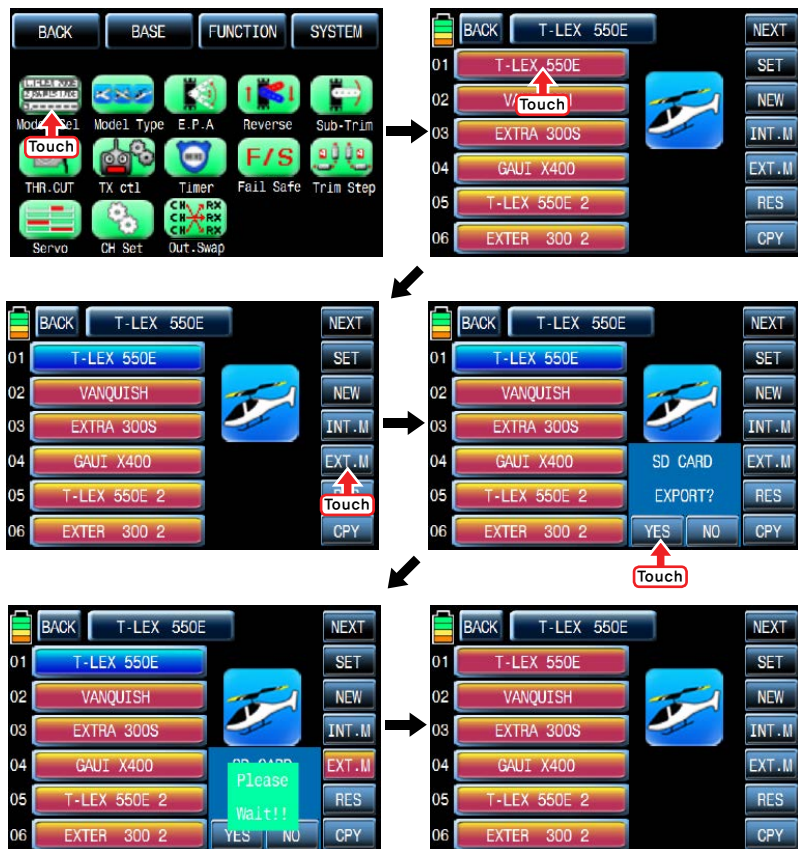 BACK BASE FUNCTION SYSTEM
Model Type E.P.A Reverse Sub-Trim
Touch
F/S
THR.CUT TX ctl Timer Fail Safe Trim Step
CH RX
CH RX
CH RX
Servo CH Set Out.Swap
BACK T-LEX 550E NEXT
01 T-LEX 550E SET
02 Touch NEW
03 EXTRA 300S INT.M
04 GAUI X400 EXT.M
05 T-LEX 550E 2 RES
06 EXTER 300 2 CPY
BACK T-LEX 550E NEXT
01 T-LEX 550E SET
02 VANQUISH NEW
03 EXTRA 300S INT.M
04 GAUI X400 EXT.M
05 T-LEX 550E 2 Touch
06 EXTER 300 2 CPY
BACK T-LEX 550E NEXT
01 T-LEX 550E SET
02 VANQUISH NEW
03 EXTRA 300S INT.M
04 GAUI X400 SD CARD EXT.M
05 T-LEX 550E 2 EXPORT? RES
06 EXTER 300 2 YES NO CPY
Touch
BACK T-LEX 550E NEXT
01 T-LEX 550E SET
02 VANQUISH NEW
03 EXTRA 300S INT.M
04 GAUI X400 Please EXT.M
05 T-LEX 550E 2 Wait!! RES
06 EXTER 300 2 YES NO CPY
BACK T-LEX 550E NEXT
01 T-LEX 550E SET
02 VANQUISH NEW
03 EXTRA 300S INT.M
04 GAUI X400 EXT.M
05 T-LEX 550E 2 RES
06 EXTER 300 2 CPY